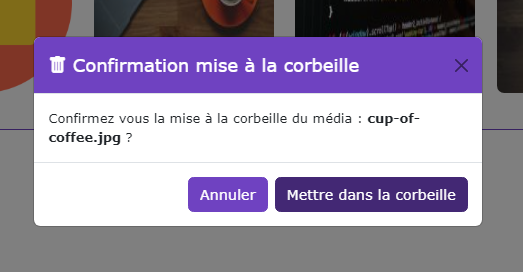 Confirmation mise à la corbeille
Confirmez vous la mise à la corbeille du média : cup-of-
coffee.jpg ?
Annuler
Mettre dans la corbeille